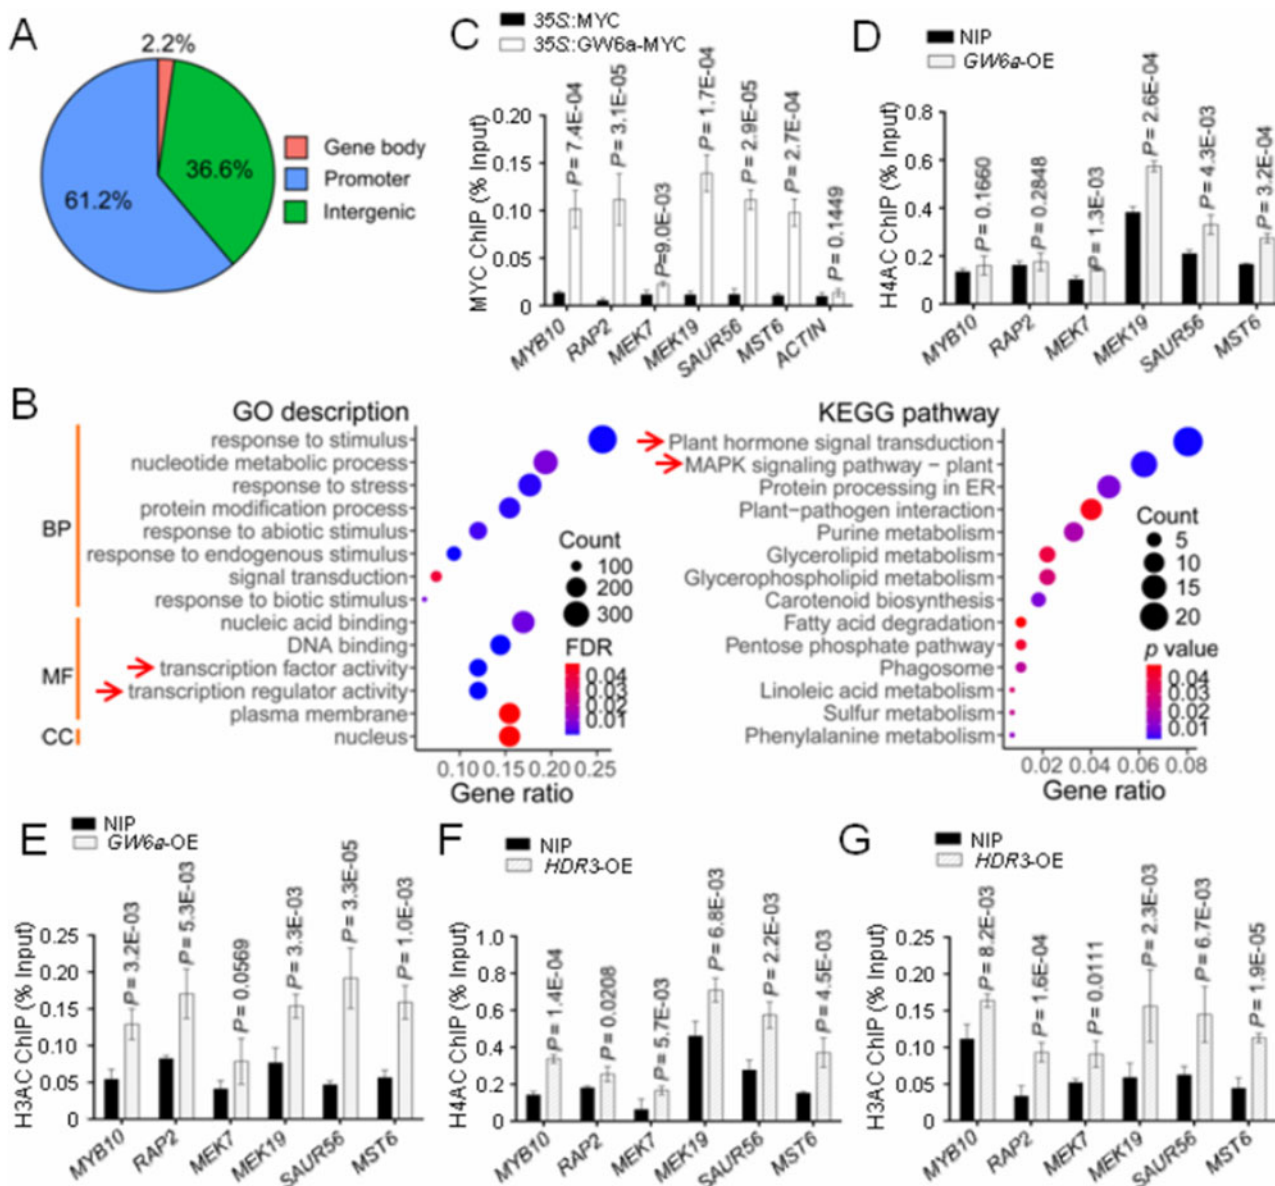 A
2.2%
36.6%
61.2%
Gene body
Promoter
Intergenic
C
35S::MYC
35S::GW6a-MYC
MYC ChIP (% Input)
0.20
0.15
0.10
0.05
0
P = 7.4E-04
P = 3.1E-05
P =9.0E-03
P = 1.7E-04
P = 2.9E-05
P = 2.7E-04
P = 0.1449
MYB10
RAP2
MEK7
MEK19
SAUR56
MST6
ACTIN
D
NIP
GW6a-OE
H4AC ChIP (% Input)
0.8
0.6
0.4
0.2
0
P = 0.1660
P = 0.2848
P = 1.3E-03
P = 2.6E-04
P = 4.3E-03
P = 3.2E-04
MYB10
RAP2
MEK7
MEK19
SAUR56
MST6
B
GO description
BP
response to stimulus
nucleotide metabolic process
response to stress
protein modification process
response to abiotic stimulus
response to endogenous stimulus
signal transduction
response to biotic stimulus
MF
nucleic acid binding
DNA binding
transcription factor activity
transcription regulator activity
plasma membrane
CC
nucleus
0.10 0.15 0.20 0.25
Gene ratio
Count
100
200
300
FDR
0.04
0.03
0.02
0.01
KEGG pathway
Plant hormone signal transduction
MAPK signaling pathway − plant
Protein processing in ER
Plant−pathogen interaction
Purine metabolism
Glycerolipid metabolism
Glycerophospholipid metabolism
Carotenoid biosynthesis
Fatty acid degradation
Pentose phosphate pathway
Phagosome
Linoleic acid metabolism
Sulfur metabolism
Phenylalanine metabolism
0.02 0.04 0.06 0.08
Gene ratio
Count
5
10
15
20
p value
0.04
0.03
0.02
0.01
E
NIP
GW6a-OE
H3AC ChIP (% Input)
0.25
0.20
0.15
0.10
0.05
0
P = 3.2E-03
P = 5.3E-03
P = 0.0569
P = 3.3E-03
P = 3.3E-05
P = 1.0E-03
MYB10
RAP2
MEK7
MEK19
SAUR56
MST6
F
NIP
HDR3-OE
H4AC ChIP (% Input)
1.0
0.8
0.6
0.4
0.2
0
P = 1.4E-04
P = 0.0208
P = 5.7E-03
P = 6.8E-03
P = 2.2E-03
P = 4.5E-03
MYB10
RAP2
MEK7
MEK19
SAUR56
MST6
G
NIP
HDR3-OE
H3AC ChIP (% Input)
0.25
0.20
0.15
0.10
0.05
0
P = 8.2E-03
P = 1.6E-04
P = 0.0111
P = 2.3E-03
P = 6.7E-03
P = 1.9E-05
MYB10
RAP2
MEK7
MEK19
SAUR56
MST6